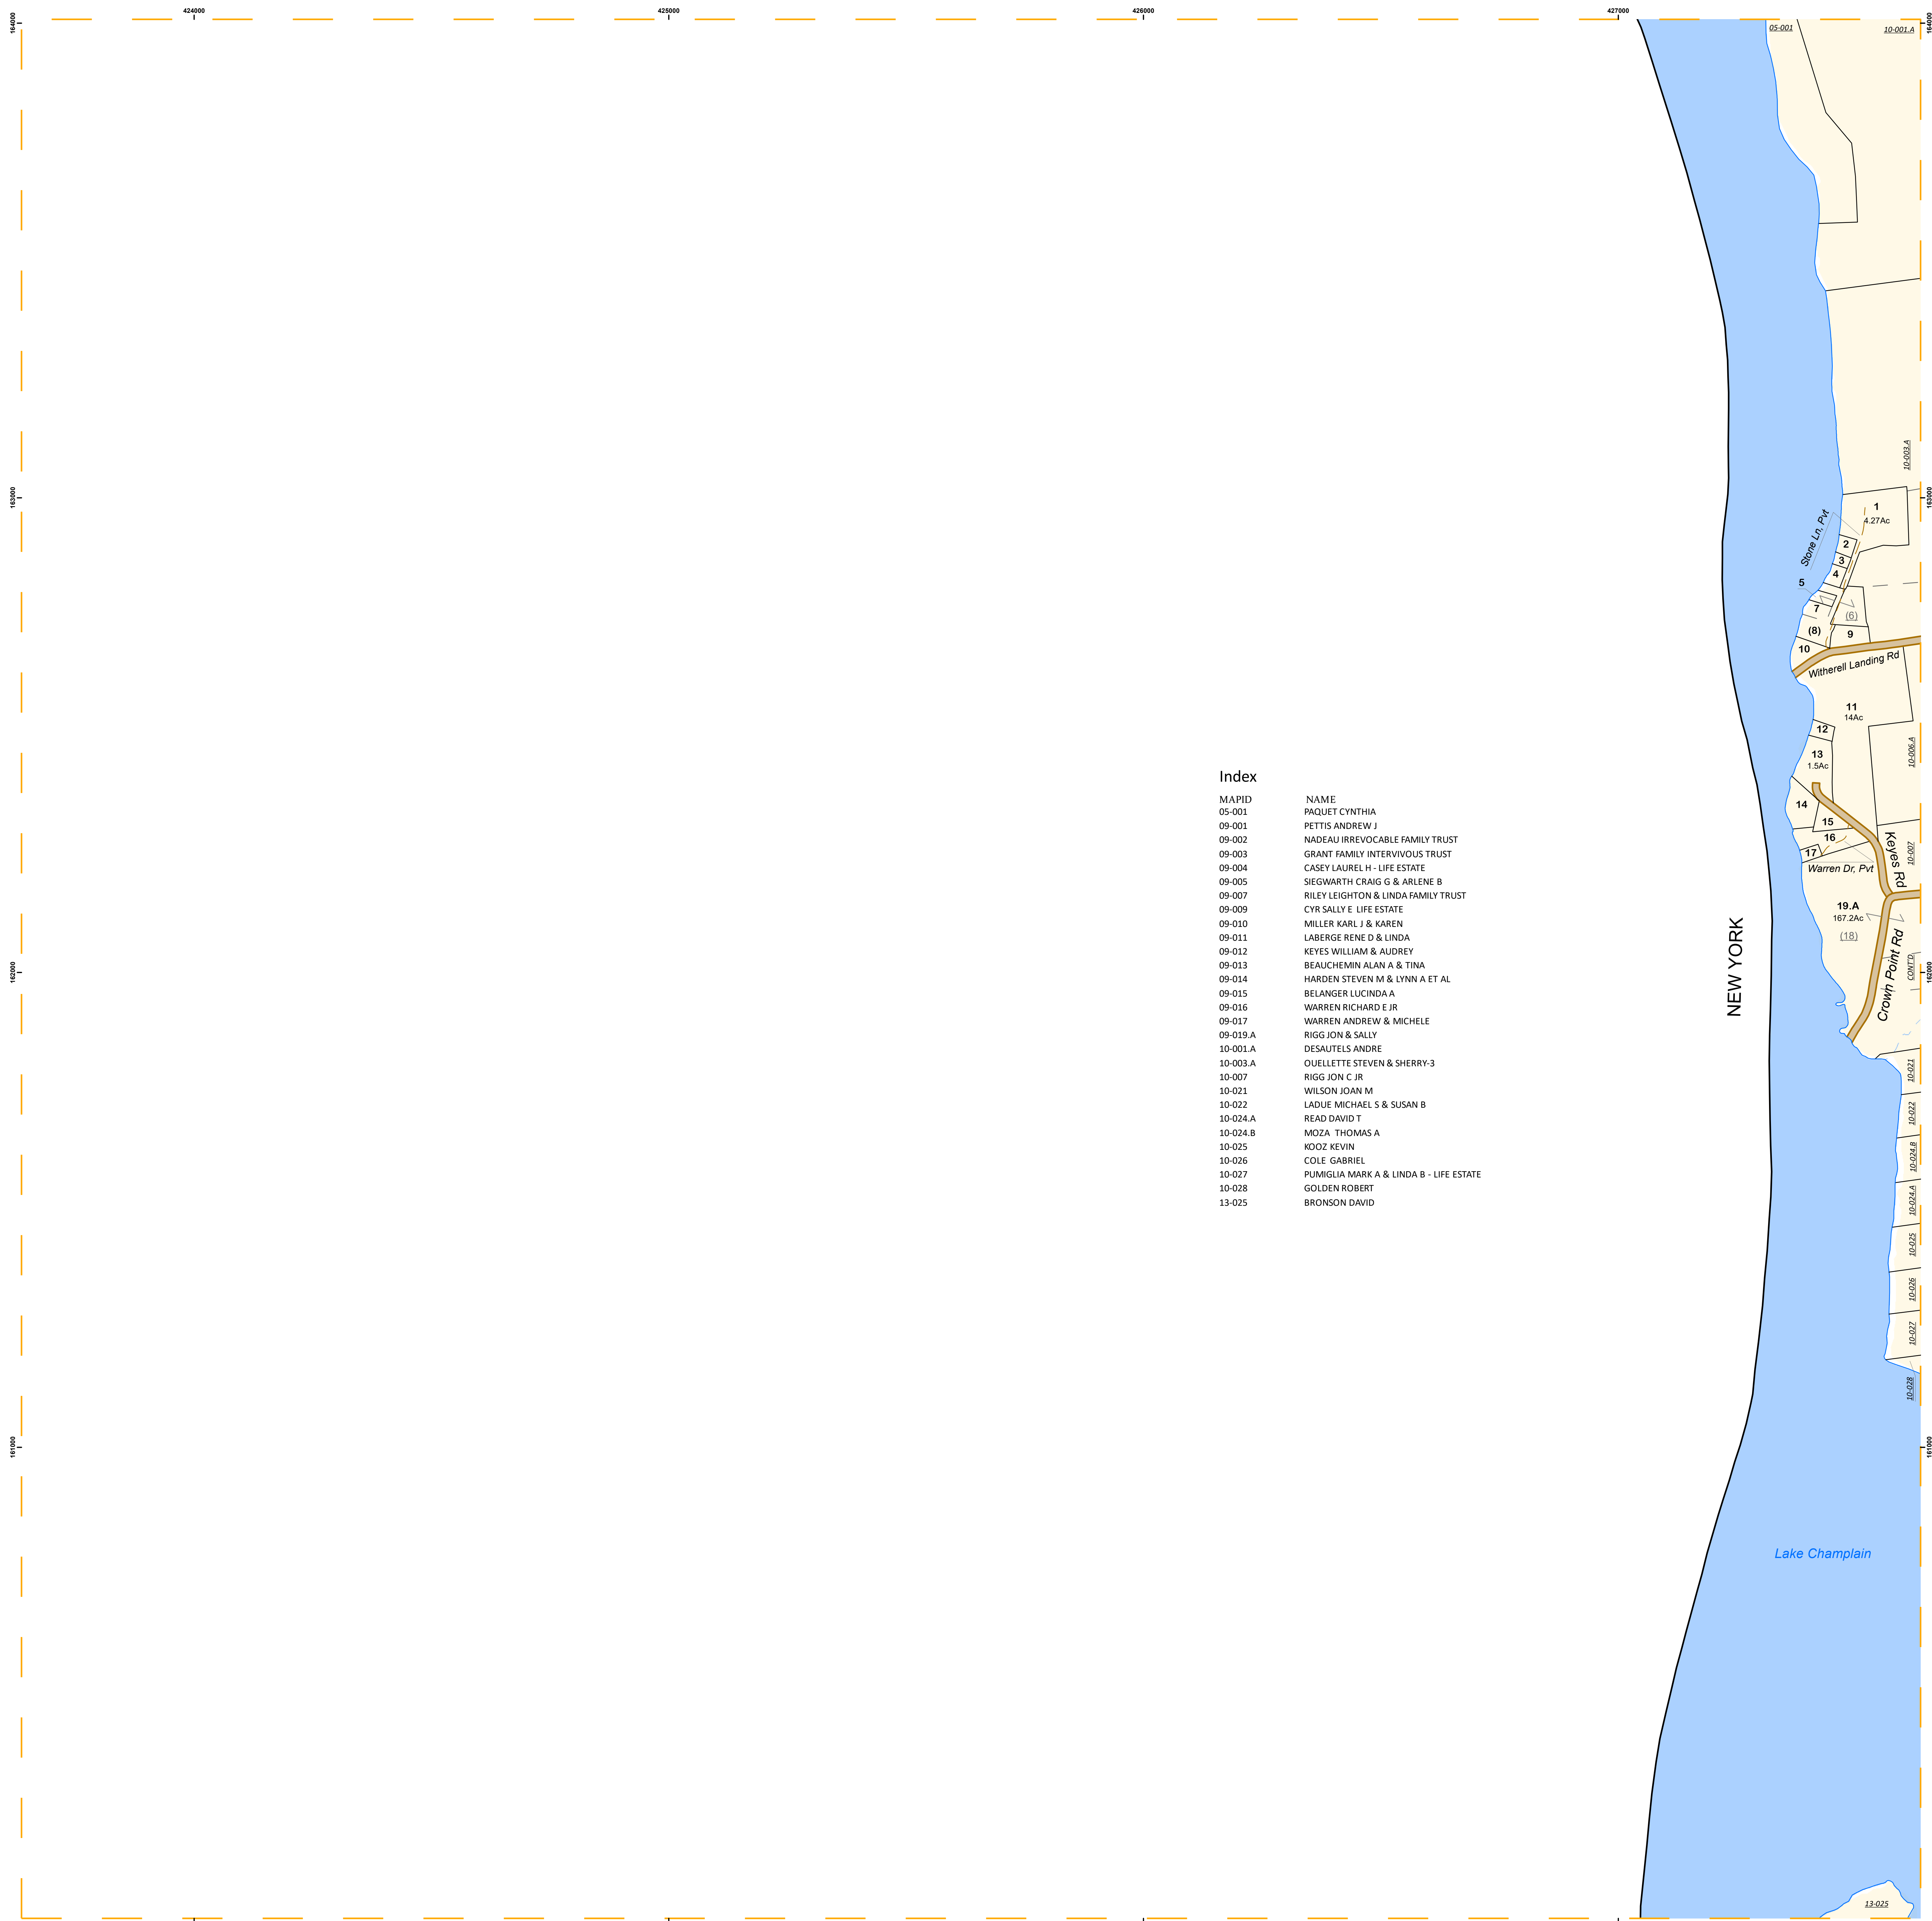 424000
425000
426000
427000
164000
164000
05-001
10-001.A
10-003.A
163000
163000
1
4.27Ac
Stone Ln, Pvt
2
3
4
5
(6)
7
(8)
9
10
Witherell Landing Rd
11
14Ac
12
10-006.A
13
1.5Ac
14
15
16
17
Keyes Rd
10-007
Warren Dr, Pvt
19.A
167.2Ac
(18)
Crown Point Rd
CONT'D
162000
162000
NEW YORK
10-021
10-022
10-024.B
10-024.A
10-025
10-026
10-027
10-028
161000
161000
Lake Champlain
13-025
Index
MAPID NAME
05-001 PAQUET CYNTHIA
09-001 PETTIS ANDREW J
09-002 NADEAU IRREVOCABLE FAMILY TRUST
09-003 GRANT FAMILY INTERVIVOUS TRUST
09-004 CASEY LAUREL H - LIFE ESTATE
09-005 SIEGWARTH CRAIG G & ARLENE B
09-007 RILEY LEIGHTON & LINDA FAMILY TRUST
09-009 CYR SALLY E LIFE ESTATE
09-010 MILLER KARL J & KAREN
09-011 LABERGE RENE D & LINDA
09-012 KEYES WILLIAM & AUDREY
09-013 BEAUCHEMIN ALAN A & TINA
09-014 HARDEN STEVEN M & LYNN A ET AL
09-015 BELANGER LUCINDA A
09-016 WARREN RICHARD E JR
09-017 WARREN ANDREW & MICHELE
09-019.A RIGG JON & SALLY
10-001.A DESAUTELS ANDRE
10-003.A OUELLETTE STEVEN & SHERRY-3
10-007 RIGG JON C JR
10-021 WILSON JOAN M
10-022 LADUE MICHAEL S & SUSAN B
10-024.A READ DAVID T
10-024.B MOZA THOMAS A
10-025 KOOZ KEVIN
10-026 COLE GABRIEL
10-027 PUMIGLIA MARK A & LINDA B - LIFE ESTATE
10-028 GOLDEN ROBERT
13-025 BRONSON DAVID